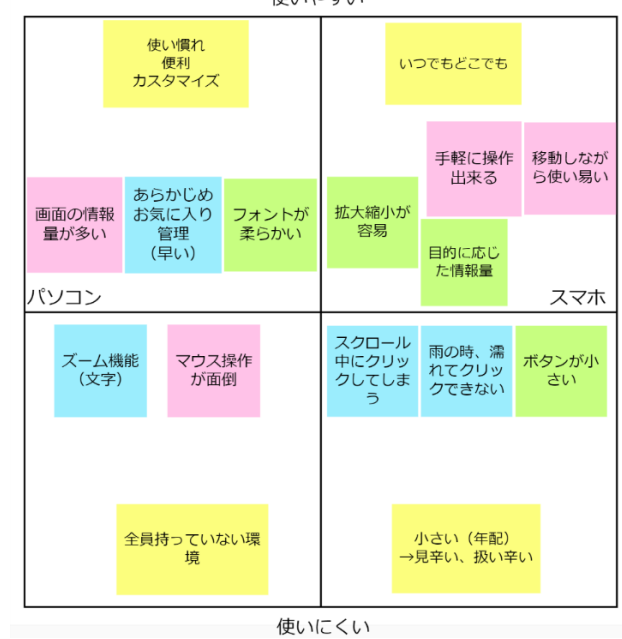 使いやすい
使い慣れ
便利
カスタマイズ
いつでもどこでも
手軽に操作
出来る
移動しなが
ら使い易い
画面の情報
量が多い
あらかじめ
お気に入り
管理
（早い）
フォントが
柔らかい
拡大縮小が
容易
目的に応じ
た情報量
パソコン
スマホ
ズーム機能
（文字）
マウス操作
が面倒
スクロール
中にクリッ
クしてしま
う
雨の時、濡
れてクリッ
クできない
ボタンが小
さい
全員持っていない環
境
小さい（年配）
→見辛い、扱い辛い
使いにくい